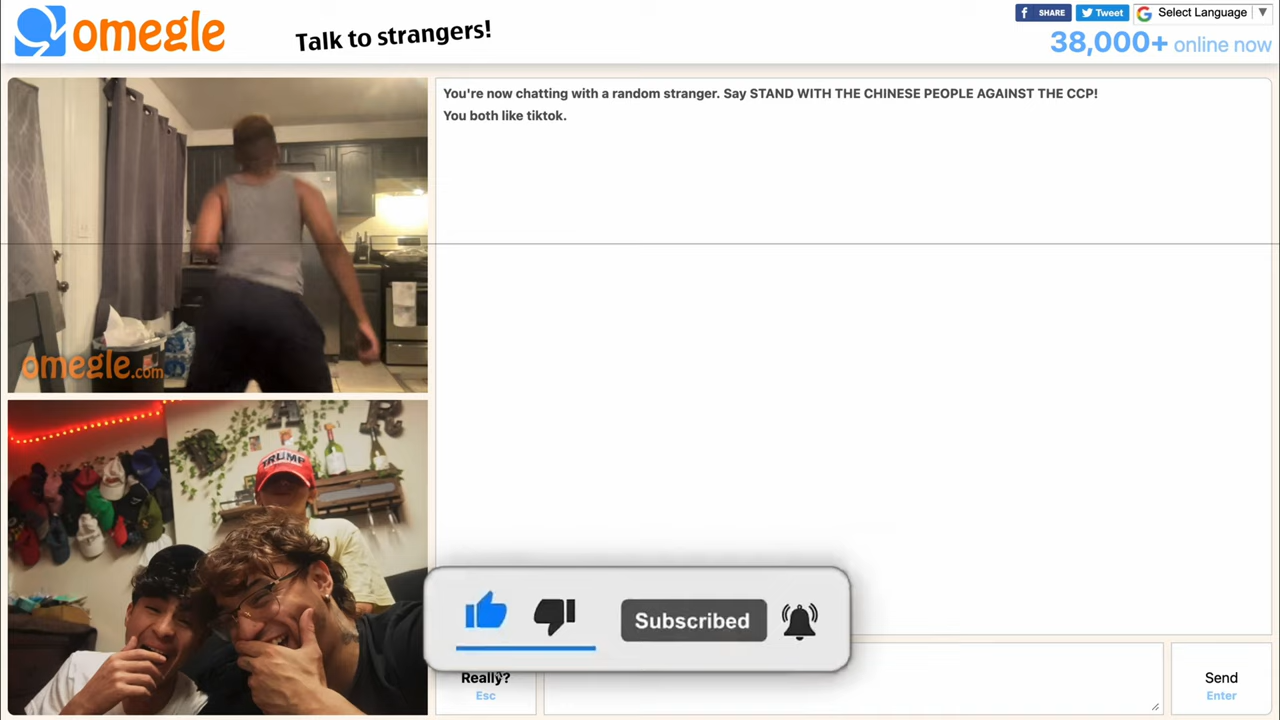 omegle
Talk to strangers!
SHARE
Tweet
Select Language
38,000+ online now
You're now chatting with a random stranger. Say STAND WITH THE CHINESE PEOPLE AGAINST THE CCP!
You both like tiktok.
omegle.com
TRUMP
Subscribed
Really?
Esc
Send
Enter